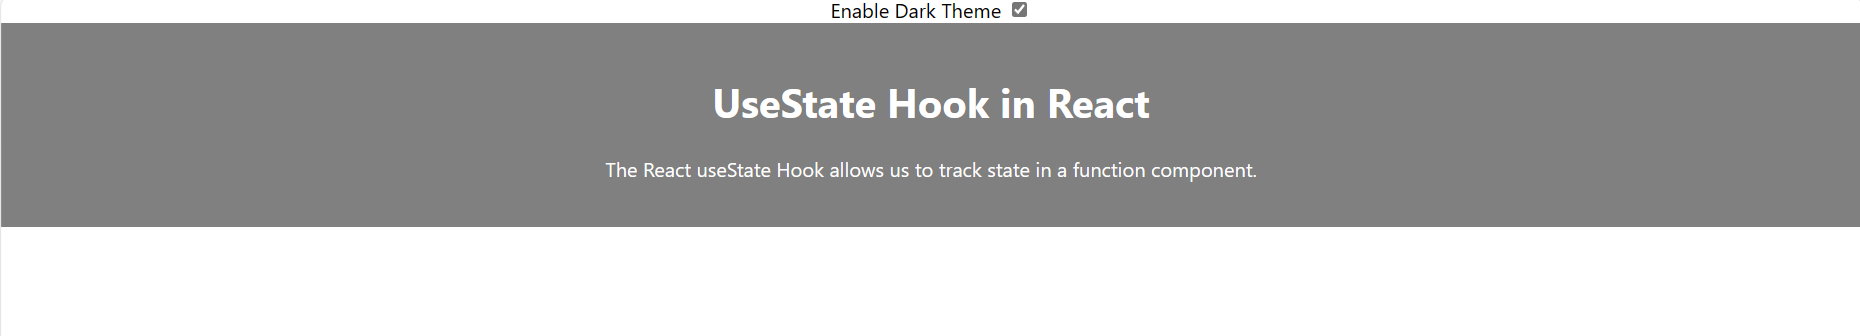 Enable Dark Theme
UseState Hook in React
The React useState Hook allows us to track state in a function component.